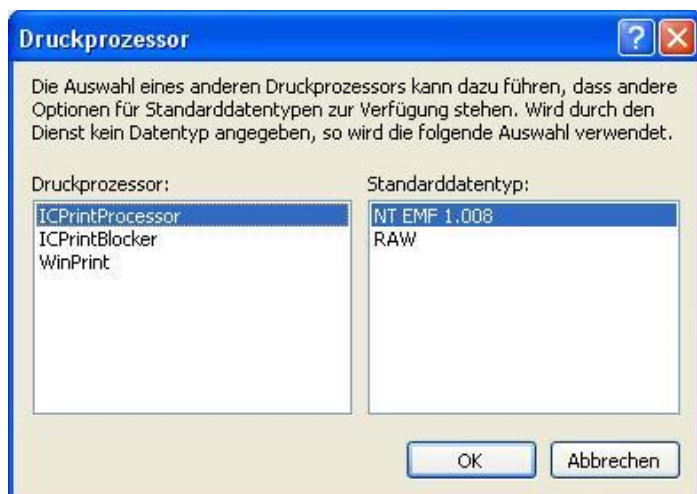 Druckprozessor
Die Auswahl eines anderen Druckprozessors kann dazu führen, dass andere
Optionen für Standarddatentypen zur Verfügung stehen. Wird durch den
Dienst kein Datentyp angegeben, so wird die folgende Auswahl verwendet.
Druckprozessor:
ICPrintProcessor
ICPrintBlocker
WinPrint
Standarddatentyp:
NT EMF 1.008
RAW
OK
Abbrechen